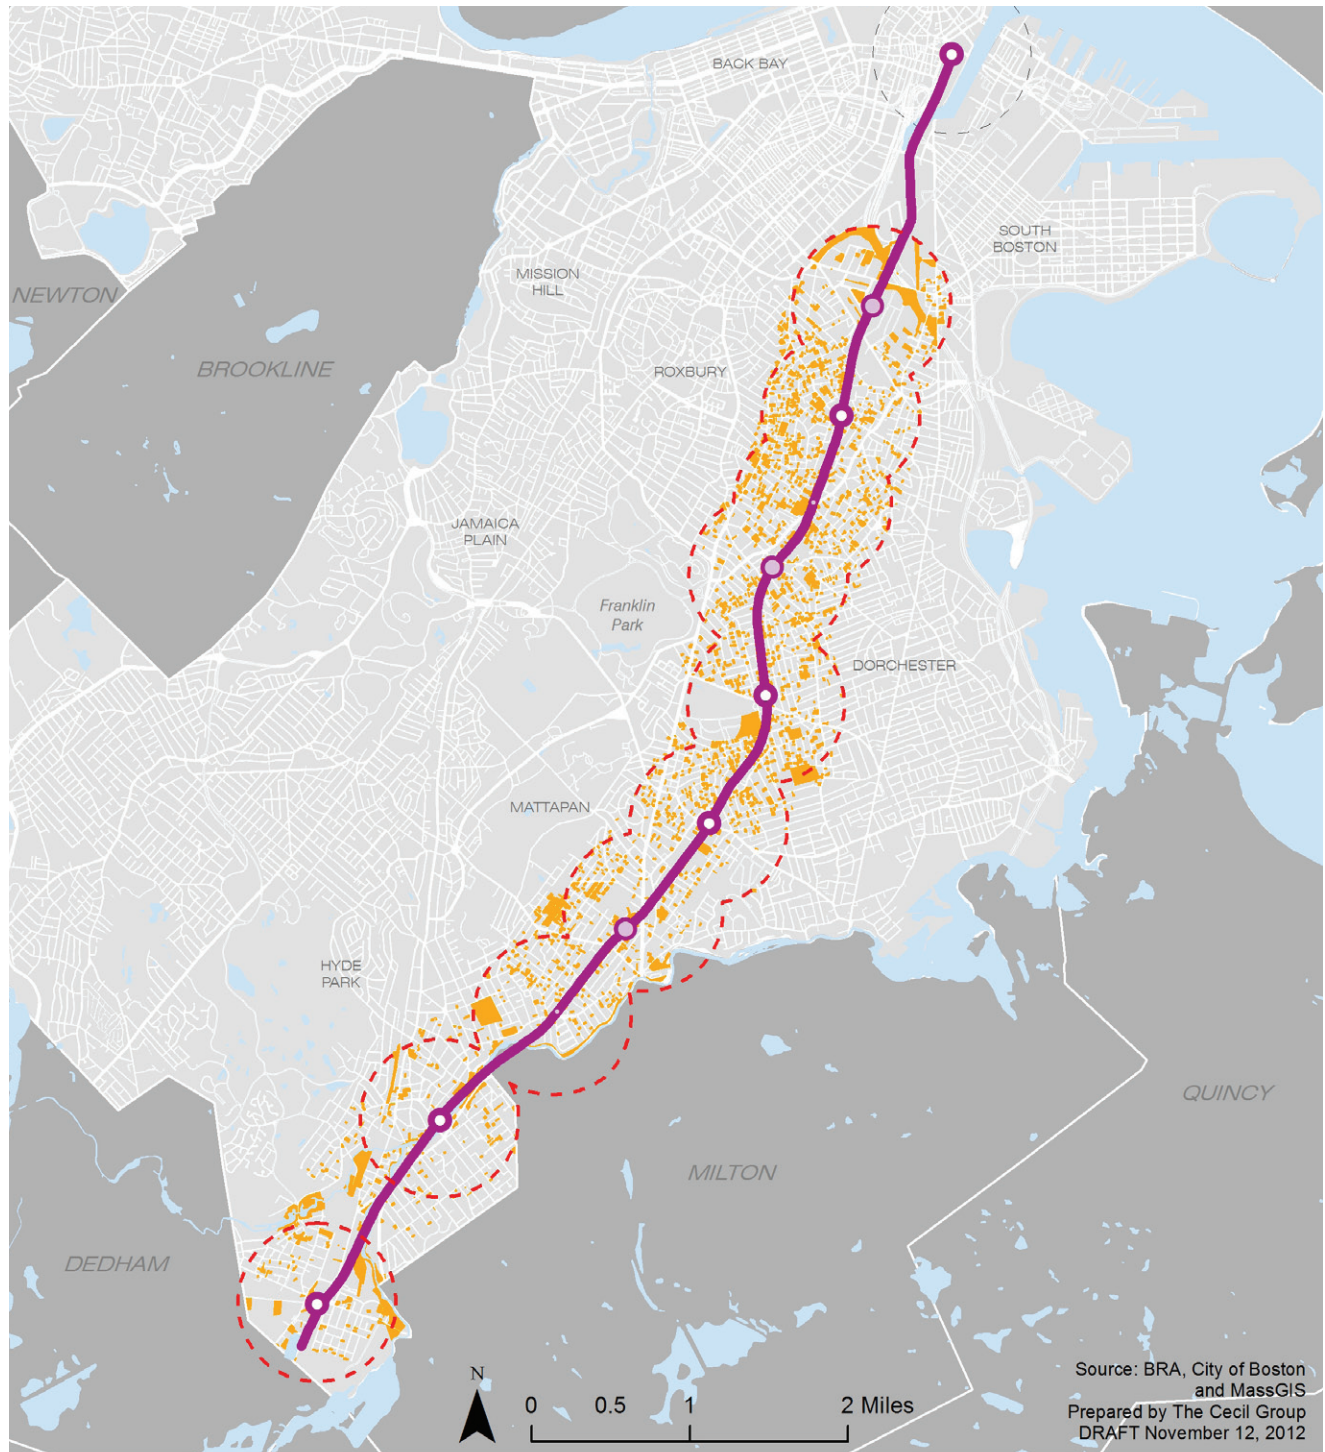 BACK BAY
SOUTH
BOSTON
MISSION
HILL
NEWTON
BROOKLINE
ROXBURY
JAMAICA
PLAIN
Franklin
Park
DORCHESTER
MATTAPAN
HYDE
PARK
QUINCY
MILTON
DEDHAM
N
0 0.5 1 2 Miles
Source: BRA, City of Boston
and MassGIS
Prepared by The Cecil Group
DRAFT November 12, 2012